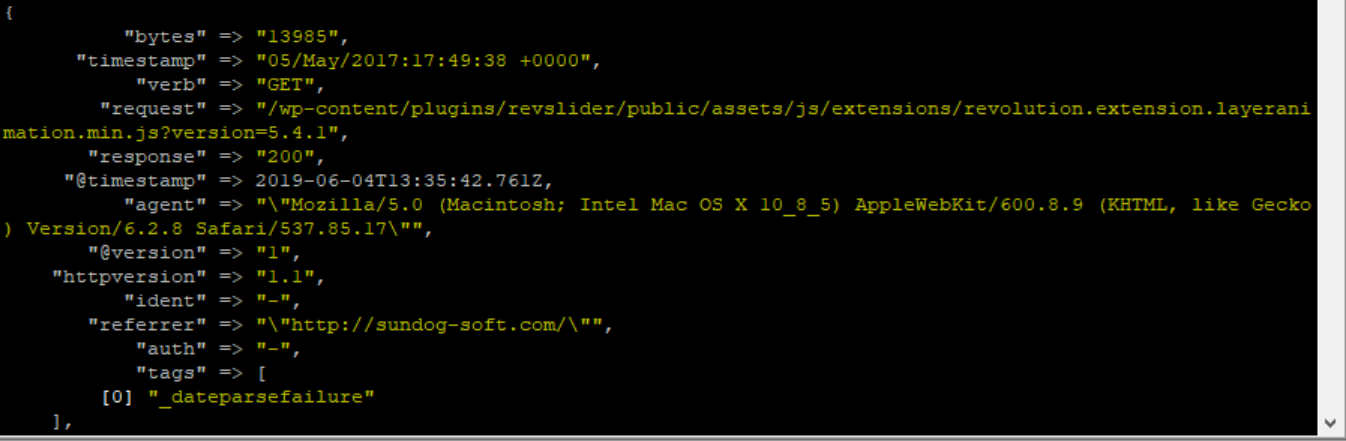 {
"bytes" => "13985",
"timestamp" => "05/May/2017:17:49:38 +0000",
"verb" => "GET",
"request" => "/wp-content/plugins/revslider/public/assets/js/extensions/revolution.extension.layerani
mation.min.js?version=5.4.1",
"response" => "200",
"@timestamp" => 2019-06-04T13:35:42.761Z,
"agent" => "\"Mozilla/5.0 (Macintosh; Intel Mac OS X 10_8_5) AppleWebKit/600.8.9 (KHTML, like Gecko
) Version/6.2.8 Safari/537.85.17\"",
"@version" => "1",
"httpversion" => "1.1",
"ident" => "-",
"referrer" => "\"http://sundog-soft.com/\"",
"auth" => "-",
"tags" => [
[0] "_dateparsefailure"
],